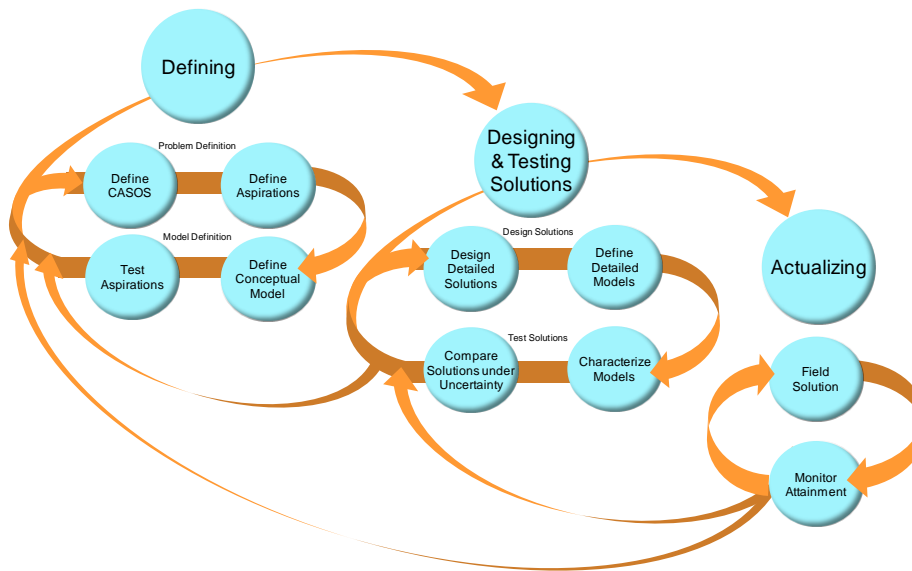 Defining
Problem Definition
Define
CASOS
Define
Aspirations
Model Definition
Test
Aspirations
Define
Conceptual
Model
Designing
& Testing
Solutions
Design Solutions
Design
Detailed
Solutions
Define
Detailed
Models
Test Solutions
Compare
Solutions under
Uncertainty
Characterize
Models
Actualizing
Field
Solution
Monitor
Attainment